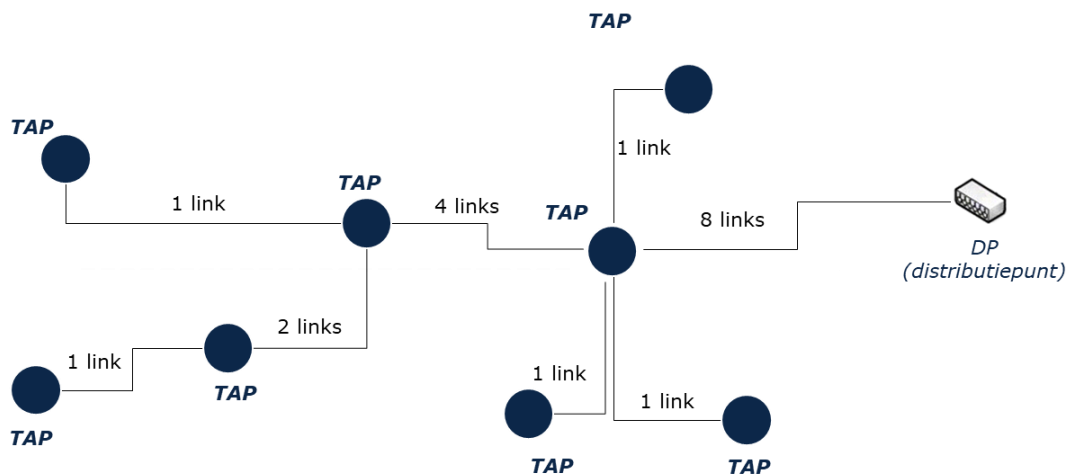 TAP
TAP
1 link
TAP
1 link
4 links
TAP
8 links
DP
(distributiepunt)
2 links
1 link
TAP
1 link
1 link
TAP
TAP
TAP